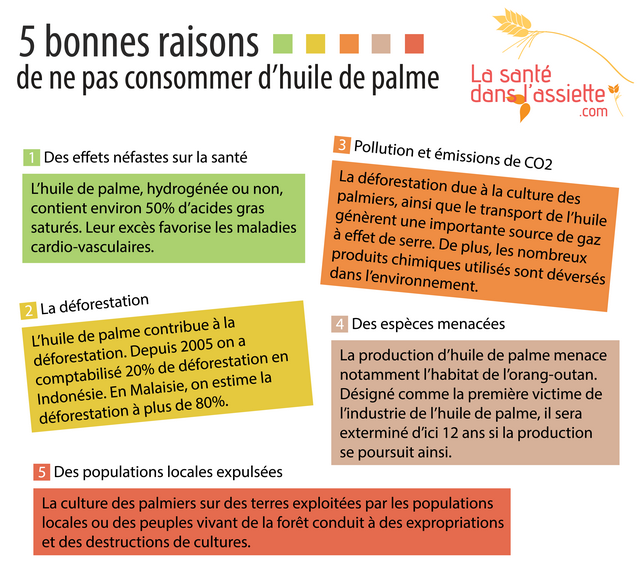 5 bonnes raisons
de ne pas consommer d'huile de palme
La santé
dans l'assiette
.com
1 Des effets néfastes sur la santé
L'huile de palme, hydrogénée ou non,
contient environ 50% d'acides gras
saturés. Leur excès favorise les maladies
cardio-vasculaires.
2 La déforestation
L'huile de palme contribue à la
déforestation. Depuis 2005 on a
comptabilisé 20% de déforestation en
Indonésie. En Malaisie, on estime la
déforestation à plus de 80%.
3 Pollution et émissions de CO2
La déforestation due à la culture des
palmiers, ainsi que le transport de l'huile
génèrent une importante source de gaz
à effet de serre. De plus, les nombreux
produits chimiques utilisés sont déversés
dans l'environnement.
4 Des espèces menacées
La production d'huile de palme menace
notamment l'habitat de l'orang-outan.
Désigné comme la première victime de
l'industrie de l'huile de palme, il sera
exterminé d'ici 12 ans si la production
se poursuit ainsi.
5 Des populations locales expulsées
La culture des palmiers sur des terres exploitées par les populations
locales ou des peuples vivant de la forêt conduit à des expropriations
et des destructions de cultures.